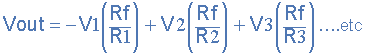 Vout = −V1(Rf/R1) + V2(Rf/R2) + V3(Rf/R3) ....etc